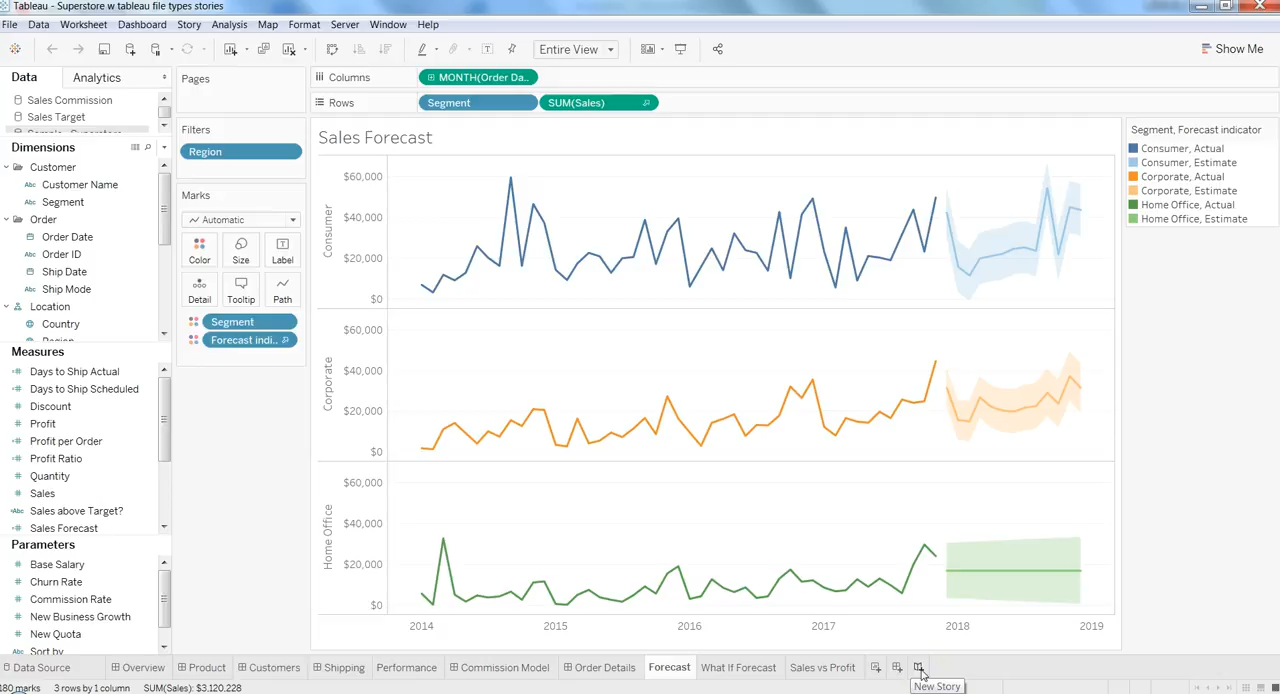 Tableau - Superstore w tableau file types stories
File Data Worksheet Dashboard Story Analysis Map Format Server Window Help
Entire View
Show Me
Data Analytics
Sales Commission
Sales Target
Dimensions
Customer
Abc Customer Name
Abc Segment
Order
Order Date
Abc Order ID
Ship Date
Abc Ship Mode
Location
Country
Measures
Days to Ship Actual
Days to Ship Scheduled
Discount
Profit
Profit per Order
Profit Ratio
Quantity
Sales
Abc Sales above Target?
Sales Forecast
Parameters
Base Salary
Churn Rate
Commission Rate
New Business Growth
New Quota
Sort by
Pages
Filters
Region
Marks
Automatic
Color Size Label
Detail Tooltip Path
Segment
Forecast indi..
Columns MONTH(Order Da..
Rows Segment SUM(Sales)
Sales Forecast
Consumer
$60,000
$40,000
$20,000
$0
Corporate
$60,000
$40,000
$20,000
$0
Home Office
$60,000
$40,000
$20,000
$0
2014 2015 2016 2017 2018 2019
Segment, Forecast indicator
Consumer, Actual
Consumer, Estimate
Corporate, Actual
Corporate, Estimate
Home Office, Actual
Home Office, Estimate
Data Source Overview Product Customers Shipping Performance Commission Model Order Details Forecast What If Forecast Sales vs Profit
New Story
180 marks 3 rows by 1 column SUM(Sales): $3.120.228